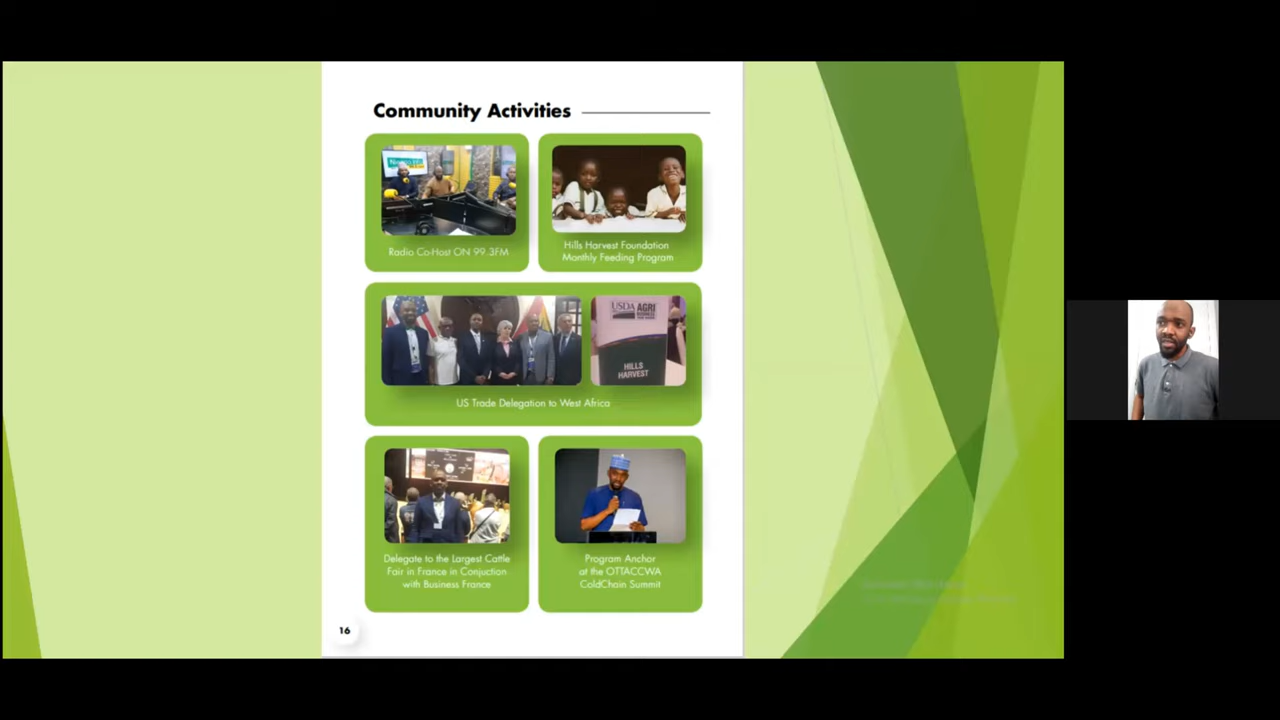 Community Activities
Radio Co-Host ON 99.3FM
Hills Harvest Foundation
Monthly Feeding Program
USDA AGRI
HILLS
HARVEST
US Trade Delegation to West Africa
Delegate to the Largest Cattle
Fair in France in Conjuction
with Business France
Program Anchor
at the OTTACCWA
ColdChain Summit
16